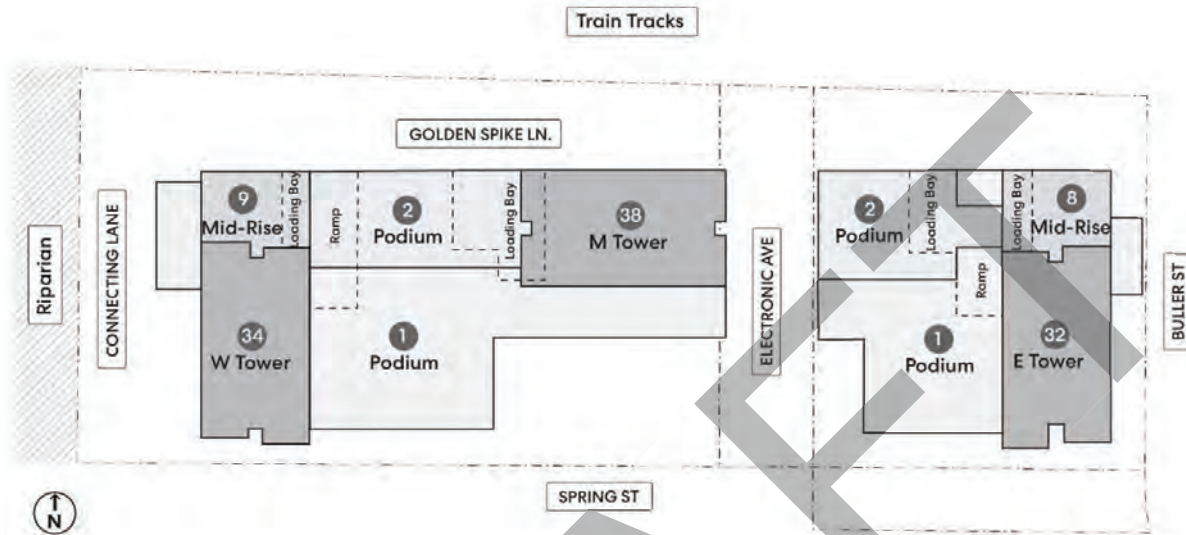 Train Tracks
GOLDEN SPIKE LN.
Riparian
CONNECTING LANE
9
Mid-Rise
Loading Bay
Ramp
2
Podium
Loading Bay
38
M Tower
34
W Tower
1
Podium
ELECTRONIC AVE
2
Podium
Loading Bay
Loading Bay
8
Mid-Rise
Ramp
1
Podium
32
E Tower
BULLER ST
SPRING ST
N